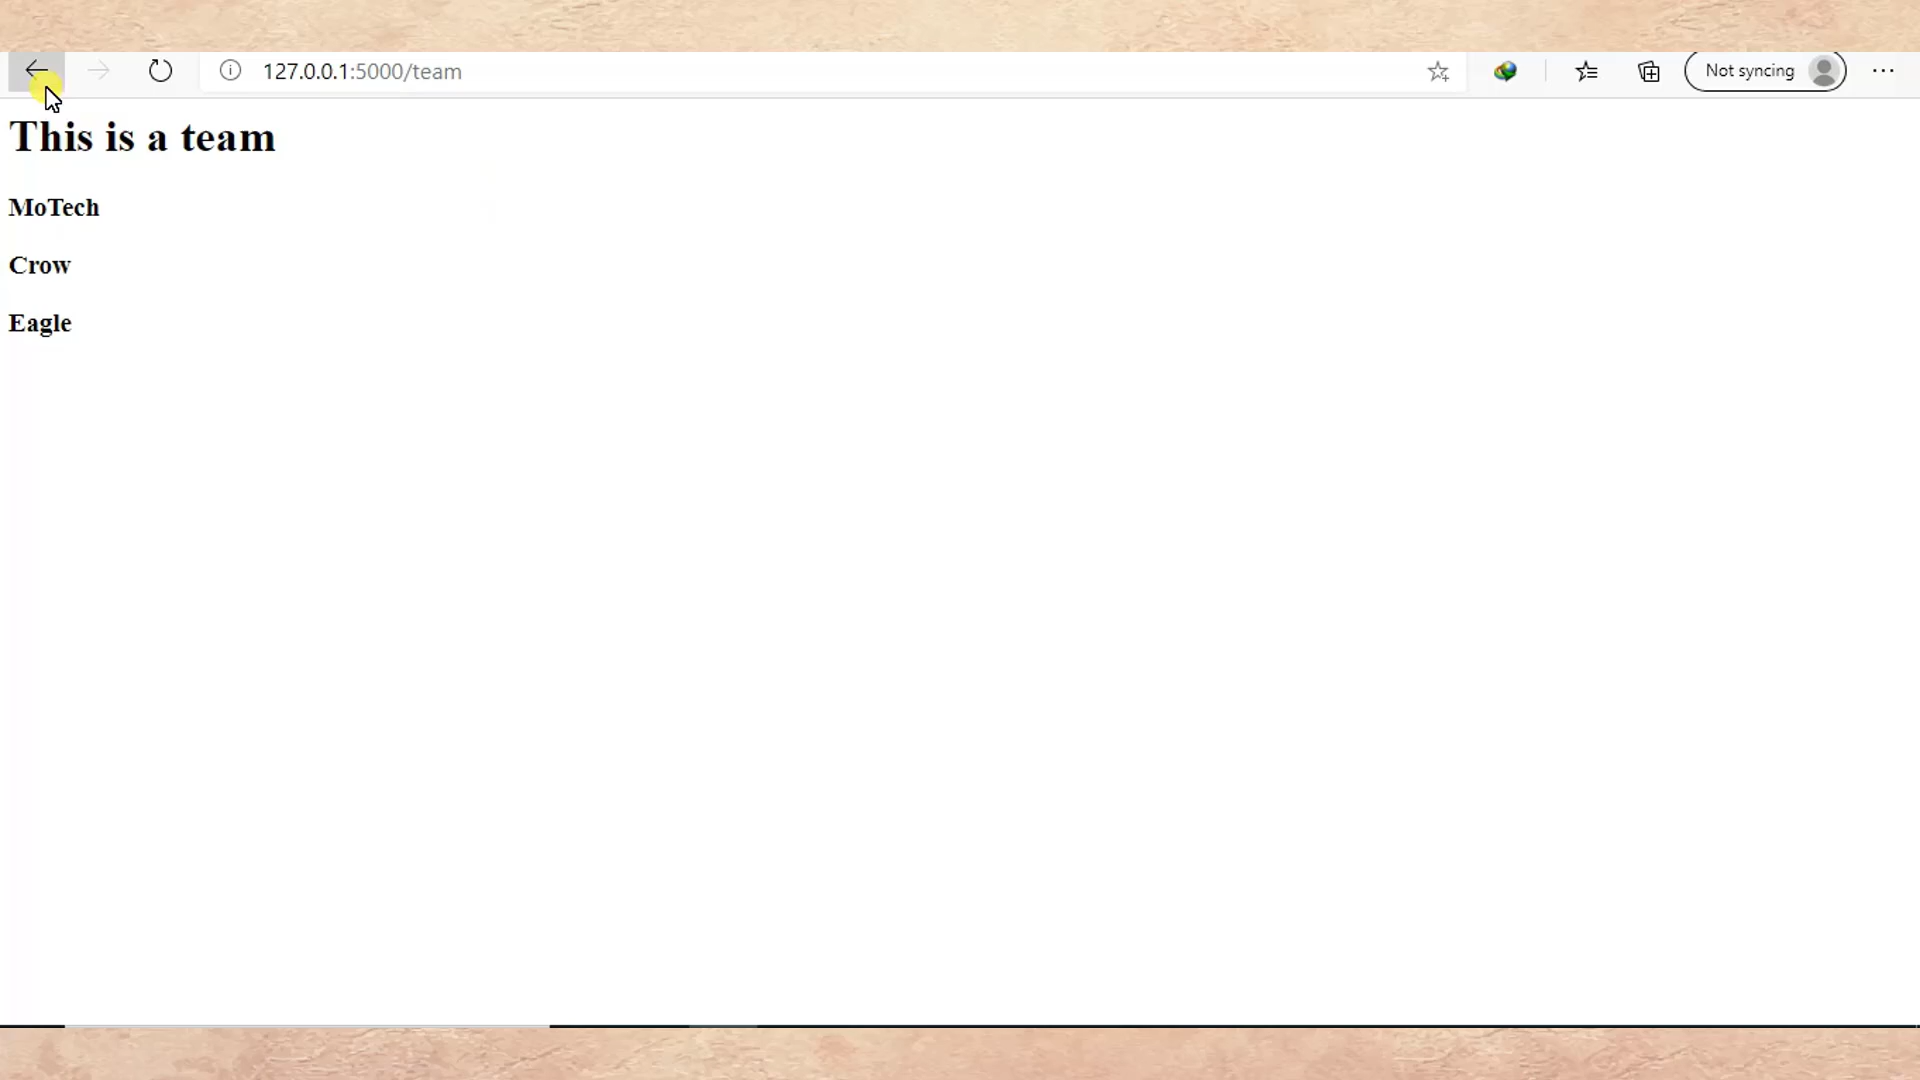 127.0.0.1:5000/team
Not syncing
This is a team
MoTech
Crow
Eagle